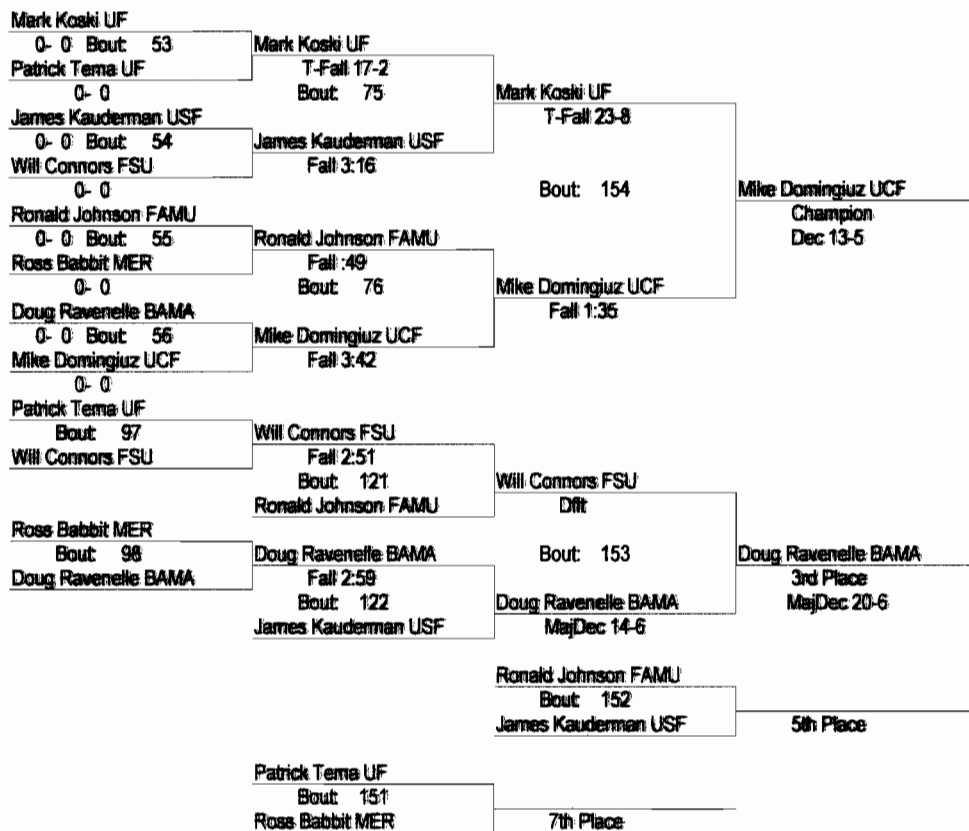 Mark Koski UF
0- 0 Bout: 53
Patrick Tema UF
0- 0
James Kauderman USF
0- 0 Bout: 54
Will Connors FSU
0- 0
Ronald Johnson FAMU
0- 0 Bout: 55
Ross Babbit MER
0- 0
Doug Ravenelle BAMA
0- 0 Bout: 56
Mike Domingiuz UCF
0- 0
Mark Koski UF
T-Fall 17-2
Bout: 75
James Kauderman USF
Fall 3:16
Ronald Johnson FAMU
Fall :49
Bout: 76
Mike Domingiuz UCF
Fall 3:42
Mark Koski UF
T-Fall 23-8
Bout: 154
Mike Domingiuz UCF
Fall 1:35
Mike Domingiuz UCF
Champion
Dec 13-5
Patrick Tema UF
Bout: 97
Will Connors FSU
Ross Babbit MER
Bout: 98
Doug Ravenelle BAMA
Will Connors FSU
Fall 2:51
Bout: 121
Ronald Johnson FAMU
Doug Ravenelle BAMA
Fall 2:59
Bout: 122
James Kauderman USF
Will Connors FSU
Dflt
Bout: 153
Doug Ravenelle BAMA
MajDec 14-6
Doug Ravenelle BAMA
3rd Place
MajDec 20-6
Ronald Johnson FAMU
Bout: 152
James Kauderman USF
5th Place
Patrick Tema UF
Bout: 151
Ross Babbit MER
7th Place